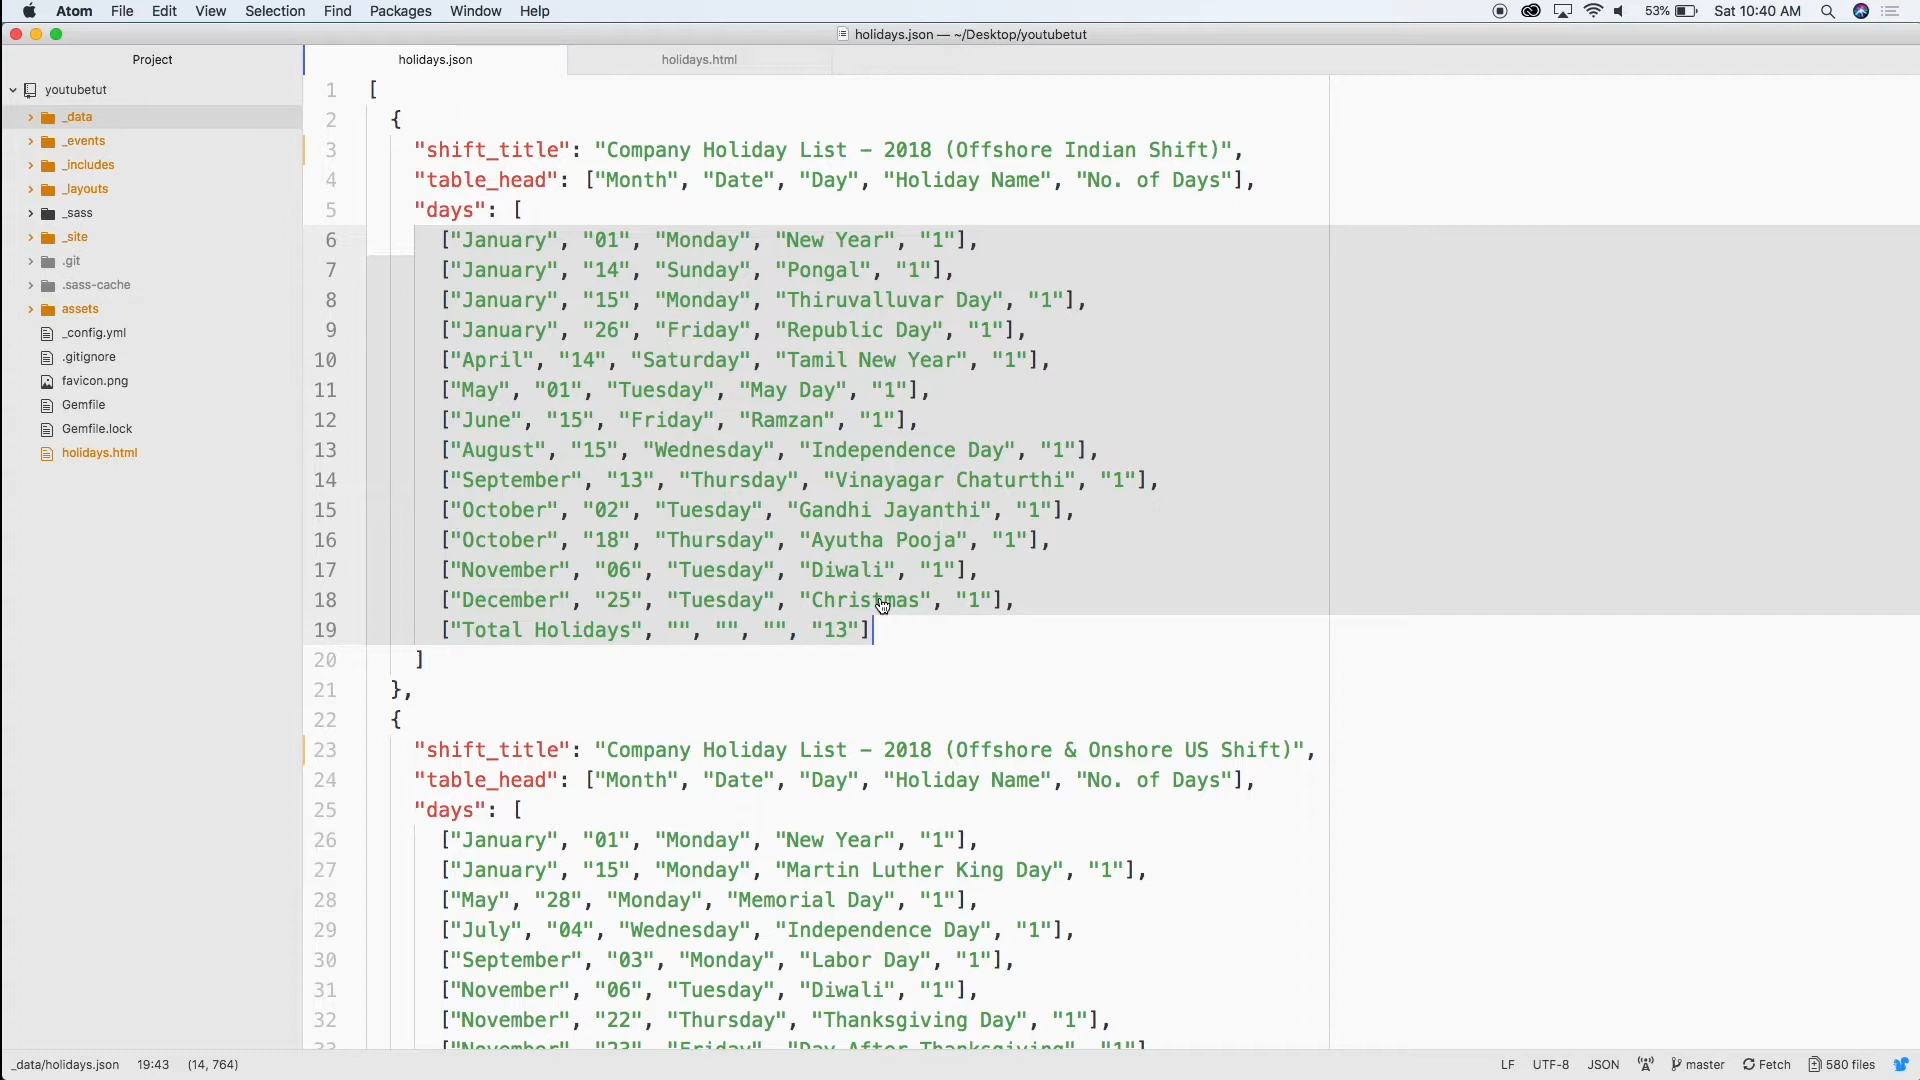 Atom File Edit View Selection Find Packages Window Help 53% Sat 10:40 AM
holidays.json — ~/Desktop/youtubetut
Project
youtubetut
_data
_events
_includes
_layouts
_sass
_site
.git
.sass-cache
assets
_config.yml
.gitignore
favicon.png
Gemfile
Gemfile.lock
holidays.html
holidays.json holidays.html
1 [
2 {
3 "shift_title": "Company Holiday List – 2018 (Offshore Indian Shift)",
4 "table_head": ["Month", "Date", "Day", "Holiday Name", "No. of Days"],
5 "days": [
6 ["January", "01", "Monday", "New Year", "1"],
7 ["January", "14", "Sunday", "Pongal", "1"],
8 ["January", "15", "Monday", "Thiruvalluvar Day", "1"],
9 ["January", "26", "Friday", "Republic Day", "1"],
10 ["April", "14", "Saturday", "Tamil New Year", "1"],
11 ["May", "01", "Tuesday", "May Day", "1"],
12 ["June", "15", "Friday", "Ramzan", "1"],
13 ["August", "15", "Wednesday", "Independence Day", "1"],
14 ["September", "13", "Thursday", "Vinayagar Chaturthi", "1"],
15 ["October", "02", "Tuesday", "Gandhi Jayanthi", "1"],
16 ["October", "18", "Thursday", "Ayutha Pooja", "1"],
17 ["November", "06", "Tuesday", "Diwali", "1"],
18 ["December", "25", "Tuesday", "Christmas", "1"],
19 ["Total Holidays", "", "", "", "13"]
20 ]
21 },
22 {
23 "shift_title": "Company Holiday List – 2018 (Offshore & Onshore US Shift)",
24 "table_head": ["Month", "Date", "Day", "Holiday Name", "No. of Days"],
25 "days": [
26 ["January", "01", "Monday", "New Year", "1"],
27 ["January", "15", "Monday", "Martin Luther King Day", "1"],
28 ["May", "28", "Monday", "Memorial Day", "1"],
29 ["July", "04", "Wednesday", "Independence Day", "1"],
30 ["September", "03", "Monday", "Labor Day", "1"],
31 ["November", "06", "Tuesday", "Diwali", "1"],
32 ["November", "22", "Thursday", "Thanksgiving Day", "1"],
33 ["November", "23", "Friday", "Day After Thanksgiving", "1"]
_data/holidays.json 19:43 (14, 764) LF UTF-8 JSON master Fetch 580 files